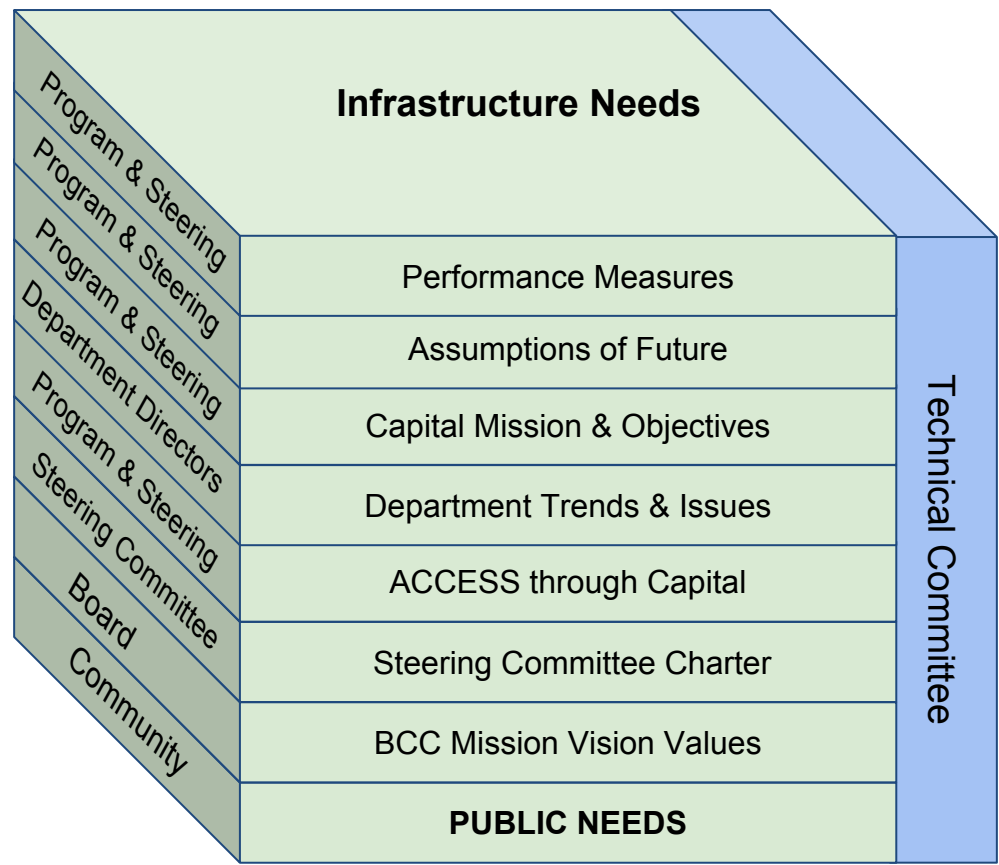 Infrastructure Needs
Program & Steering
Program & Steering
Program & Steering
Department Directors
Program & Steering
Steering Committee
Board
Community
Performance Measures
Assumptions of Future
Capital Mission & Objectives
Department Trends & Issues
ACCESS through Capital
Steering Committee Charter
BCC Mission Vision Values
PUBLIC NEEDS
Technical Committee